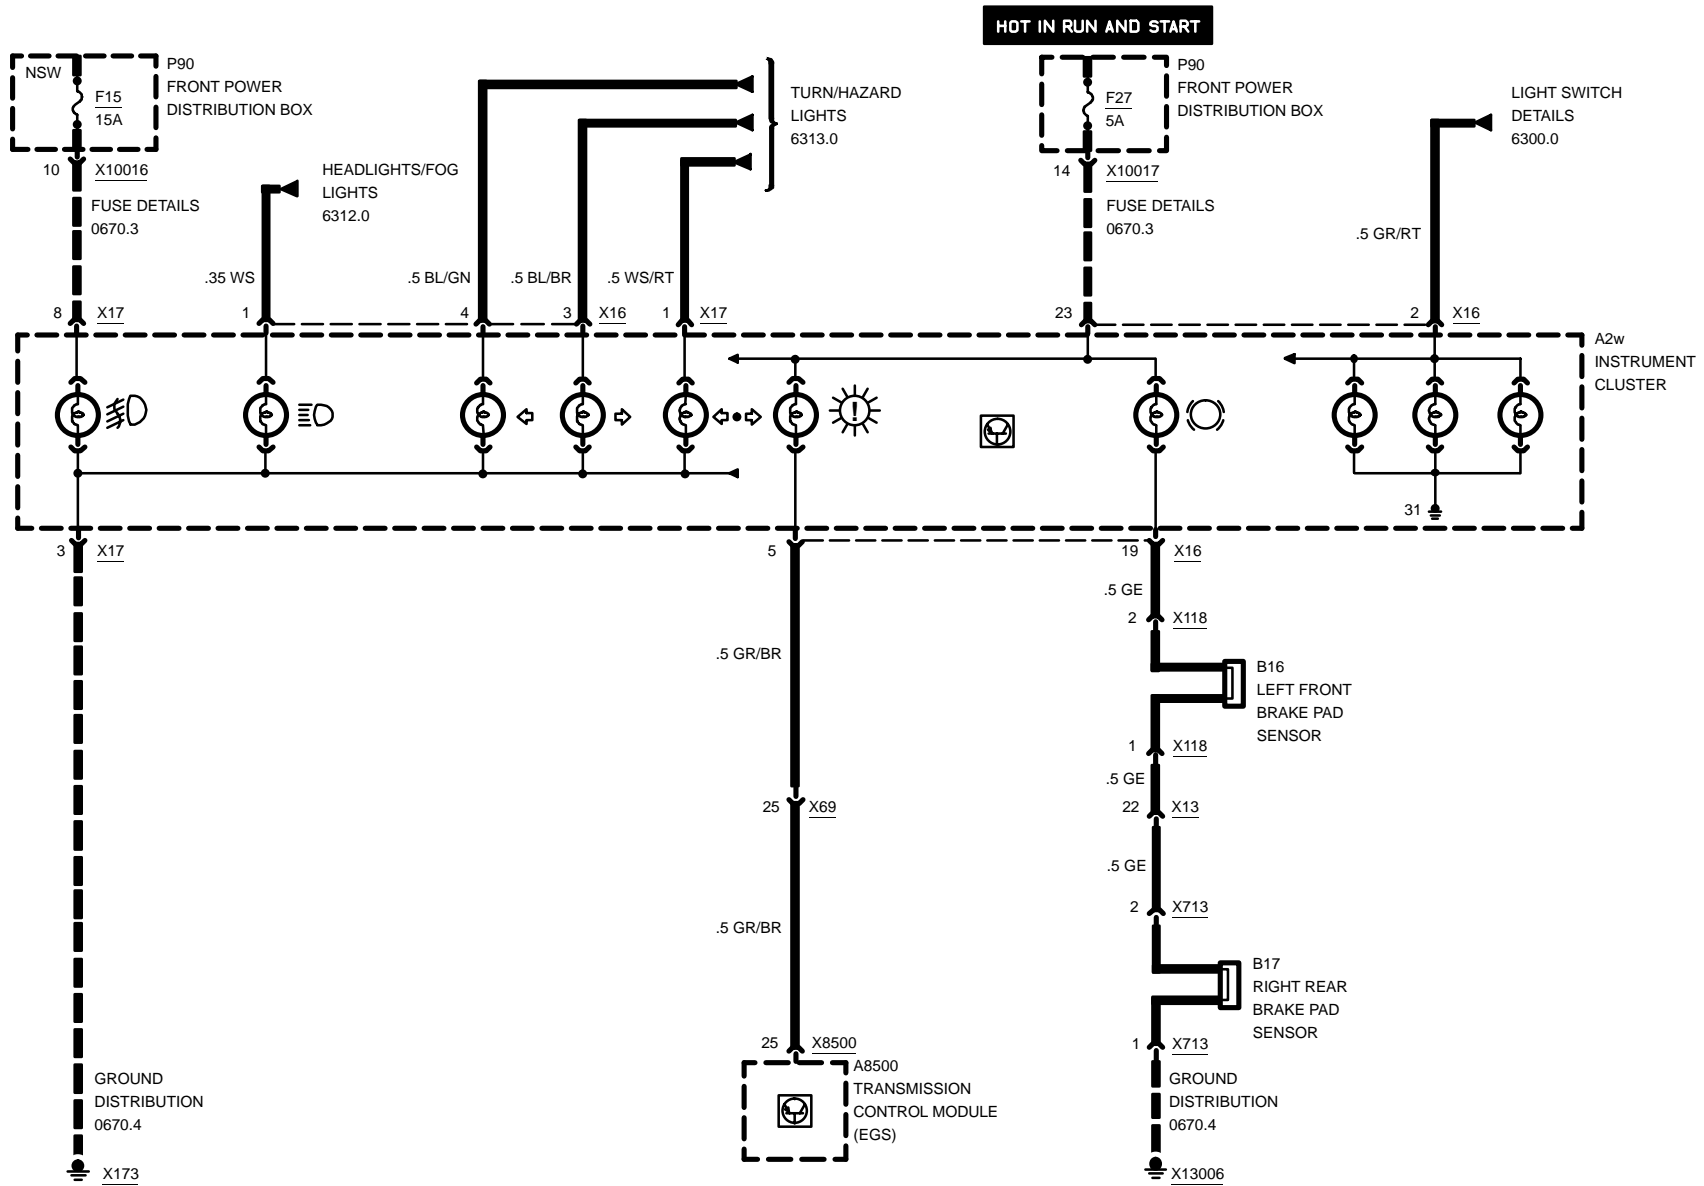 HOT IN RUN AND START
NSW
F15
15A
P90
FRONT POWER
DISTRIBUTION BOX
10
X10016
FUSE DETAILS
0670.3
HEADLIGHTS/FOG
LIGHTS
6312.0
TURN/HAZARD
LIGHTS
6313.0
F27
5A
P90
FRONT POWER
DISTRIBUTION BOX
14
X10017
FUSE DETAILS
0670.3
LIGHT SWITCH
DETAILS
6300.0
.35 WS
.5 BL/GN
.5 BL/BR
.5 WS/RT
.5 GR/RT
8
X17
1
4
3
X16
1
X17
23
2
X16
A2w
INSTRUMENT
CLUSTER
!
31
3
X17
5
19
X16
.5 GE
2
X118
.5 GR/BR
B16
LEFT FRONT
BRAKE PAD
SENSOR
1
X118
.5 GE
25
X69
22
X13
.5 GE
2
X713
.5 GR/BR
B17
RIGHT REAR
BRAKE PAD
SENSOR
25
X8500
1
X713
A8500
TRANSMISSION
CONTROL MODULE
(EGS)
GROUND
DISTRIBUTION
0670.4
X173
GROUND
DISTRIBUTION
0670.4
X13006